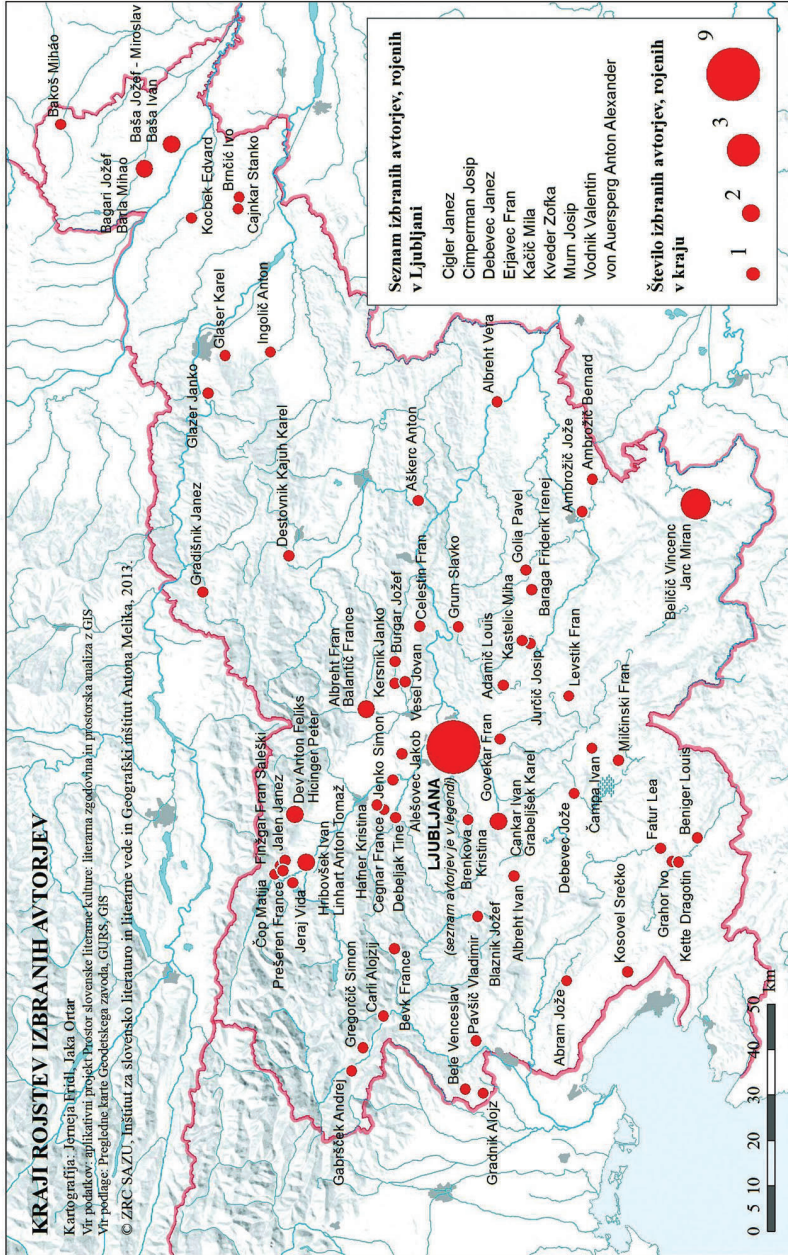 KRAJI ROJSTEV IZBRANIH AVTORJEV
Kartografija: Jerneja Fridl, Jaka Ortar
Vir podatkov: aplikativni projekt Prostor slovenske literarne kulture: literarna zgodovina in prostorska analiza z GIS
Vir podlage: Pregledne karte Geodetskega zavoda, GURS, GIS
© ZRC SAZU, Inštitut za slovensko literaturo in literarne vede in Geografski inštitut Antona Melika, 2013.
Bakoš Miháo
Baša Jožef - Miroslav
Baša Ivan
Bagari Jožef
Barla Mihao
Kocbek Edvard
Brnčić Ivo
Cajnkar Stanko
Glaser Karel
Ingolič Anton
Glazer Janko
Gradišnik Janez
Destovnik Kajuh Karel
Aškerc Anton
Albreht Vera
Ambrožič Jože
Ambrožič Bernard
Golia Pavel
Baraga Friderik Irenej
Celestin Fran
Grum Slavko
Kastelic Miha
Jurčič Josip
Adamič Louis
Levstik Fran
Beličič Vincenc
Jarc Miran
Albreht Fran
Balantič France
Kersnik Janko
Burgar Jožef
Vesel Jovan
Finžgar Fran Saleški
Jalen Janez
Dev Anton Feliks
Hicinger Peter
Čop Matija
Prešeren France
Jeraj Vida
Hribovšek Ivan
Linhart Anton Tomaž
Hafner Kristina
Jenko Simon
Cegnar France
Debeljak Tine
Alešovec Jakob
LJUBLJANA
(seznam avtorjev je v legendi)
Govekar Fran
Brenkova
Kristina
Cankar Ivan
Grabeljšek Karel
Debevec Jože
Čampa Ivan
Milčinski Fran
Gregorčič Simon
Carli Alojzij
Gabršček Andrej
Bevk France
Bele Venceslav
Pavšič Vladimir
Blaznik Jožef
Gradnik Alojz
Albreht Ivan
Abram Jože
Kosovel Srečko
Fatur Lea
Grahor Ivo
Kette Dragotin
Beniger Louis
0 5 10 20 30 40 50
km
Seznam izbranih avtorjev, rojenih
v Ljubljani
Cigler Janez
Cimperman Josip
Debevec Janez
Erjavec Fran
Kačič Mila
Kveder Zofka
Murn Josip
Vodnik Valentin
von Auersperg Anton Alexander
Število izbranih avtorjev
v kraju
1 2 3 9